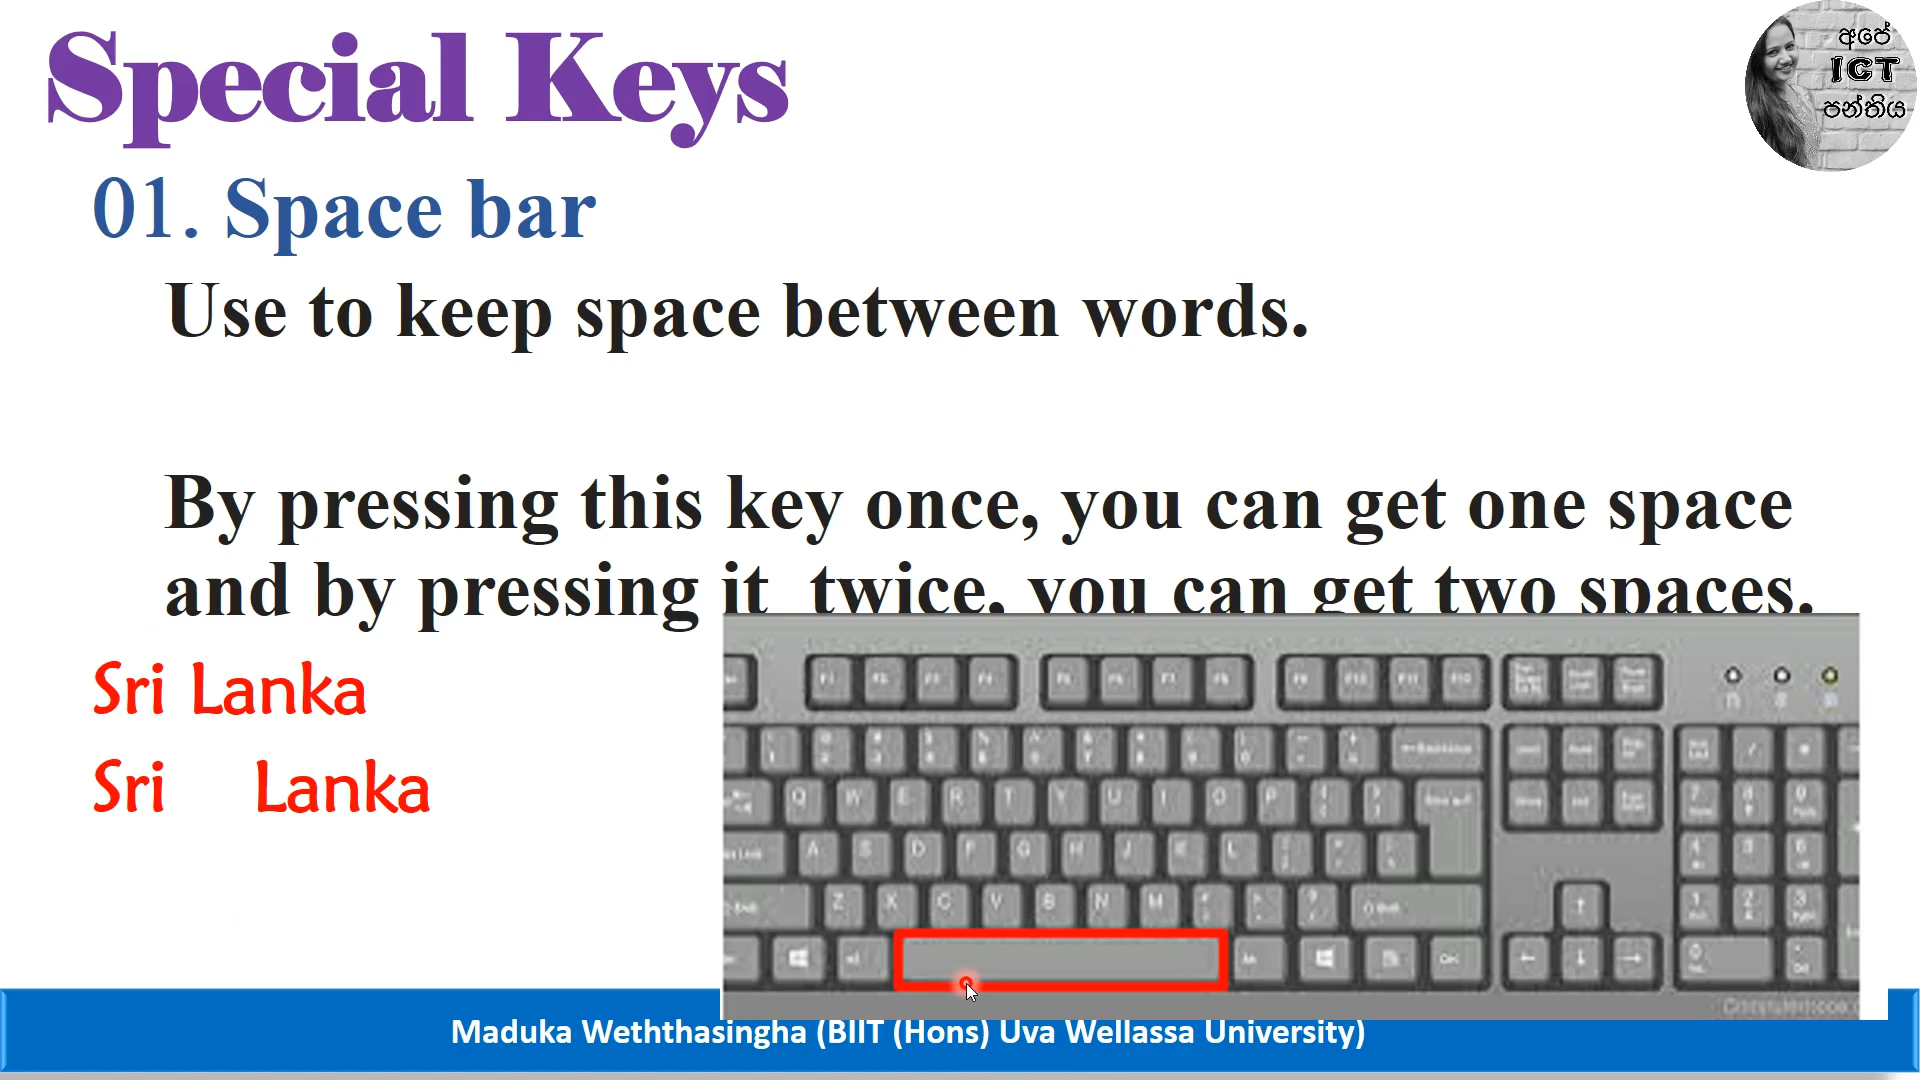 Special Keys
අපේ
ICT
පන්තිය
01. Space bar
Use to keep space between words.
By pressing this key once, you can get one space
and by pressing it twice, you can get two spaces.
Sri Lanka
Sri    Lanka
Q W E R T Y U I O P
A S D F G H J K L
Z X C V B N M
Maduka Weththasingha (BIIT (Hons) Uva Wellassa University)